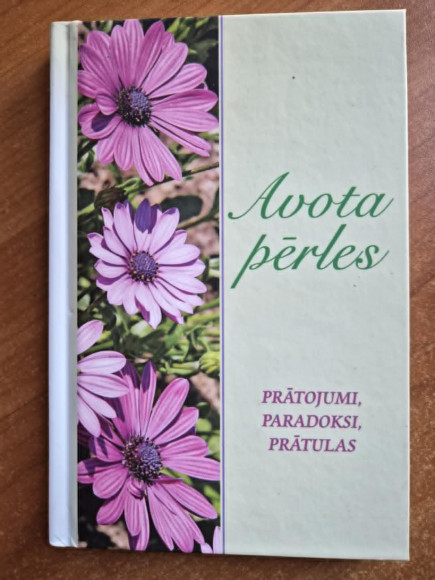 Avota
pērles
PRĀTOJUMI,
PARADOKSI,
PRĀTULAS